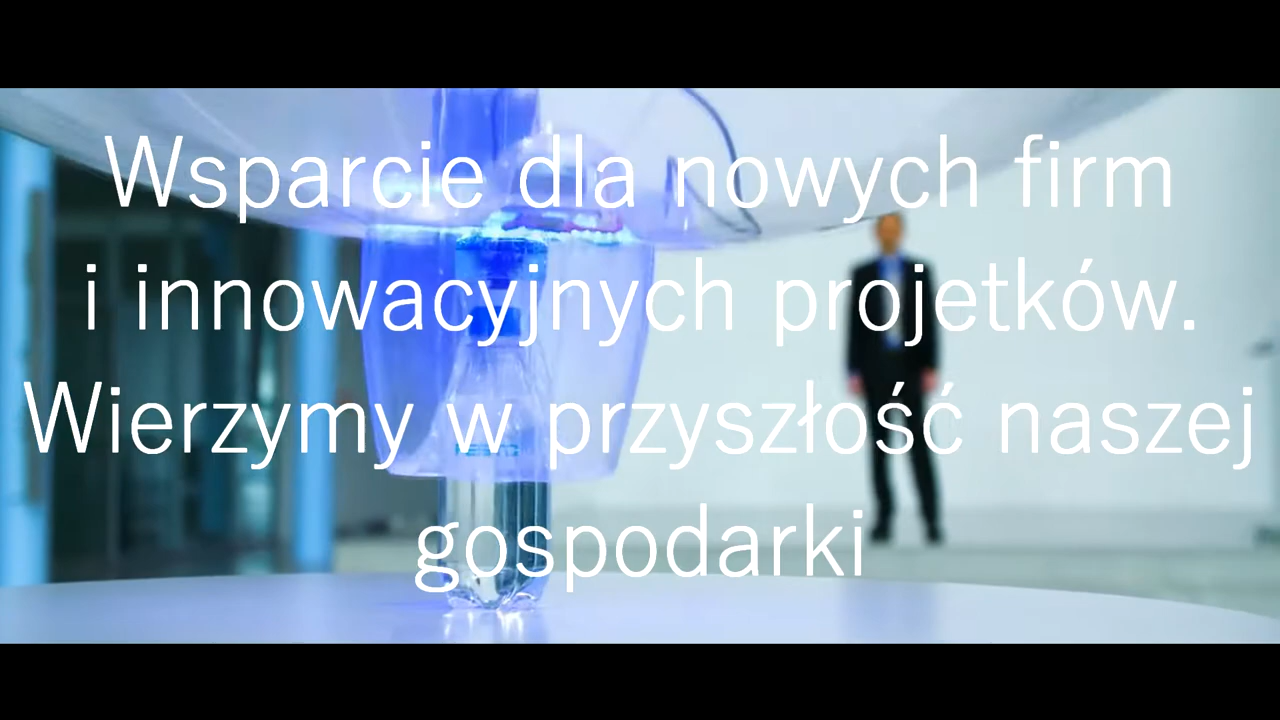 Wsparcie dla nowych firm
i innowacyjnych projetków.
Wierzymy w przyszłość naszej
gospodarki